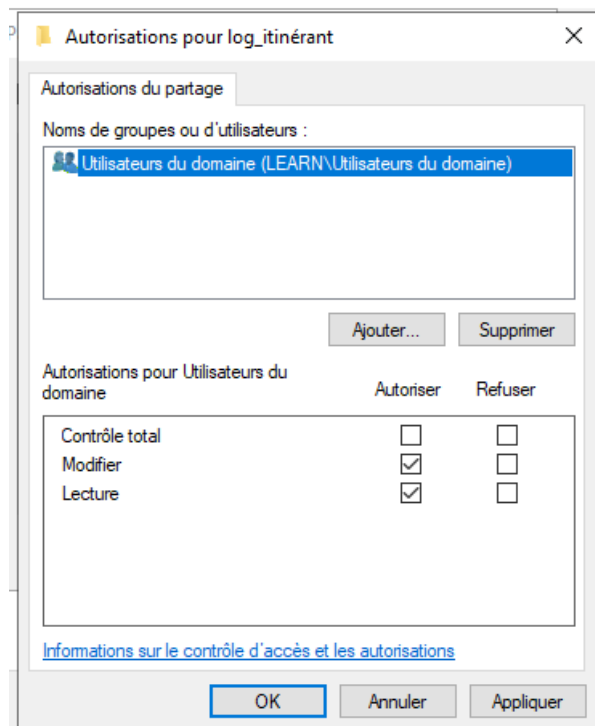 Autorisations pour log_itinérant
Autorisations du partage
Noms de groupes ou d'utilisateurs :
Utilisateurs du domaine (LEARN\Utilisateurs du domaine)
Ajouter...
Supprimer
Autorisations pour Utilisateurs du
domaine
Autoriser
Refuser
Contrôle total
Modifier
Lecture
Informations sur le contrôle d'accès et les autorisations
OK
Annuler
Appliquer